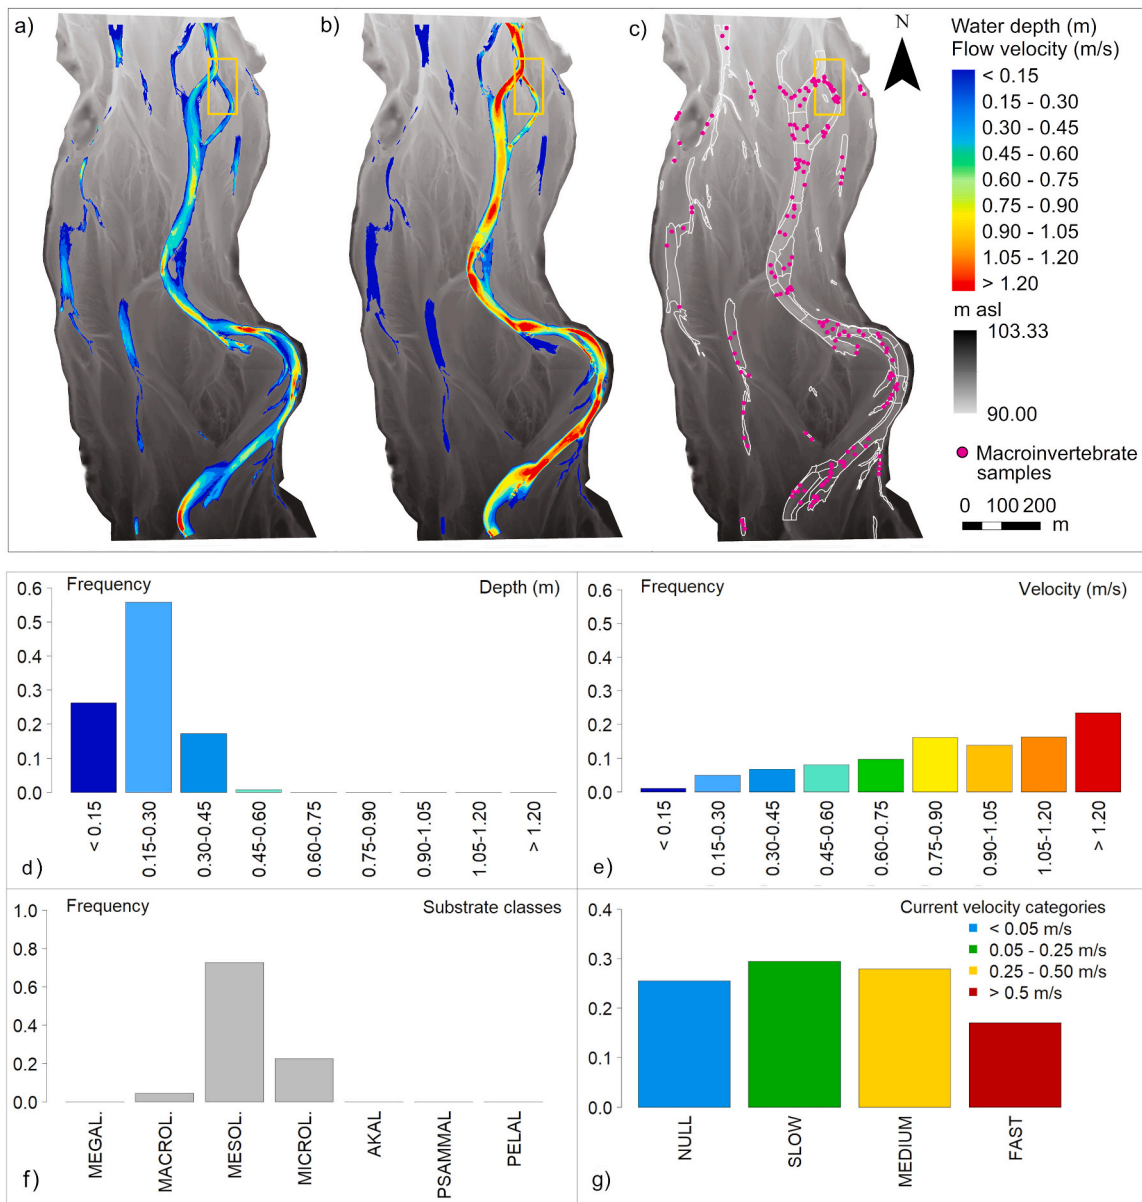 a)
b)
c)
N
Water depth (m)
Flow velocity (m/s)
< 0.15
0.15 - 0.30
0.30 - 0.45
0.45 - 0.60
0.60 - 0.75
0.75 - 0.90
0.90 - 1.05
1.05 - 1.20
> 1.20
m asl
103.33
90.00
Macroinvertebrate
samples
0 100 200
m
Frequency
Depth (m)
0.6
0.5
0.4
0.3
0.2
0.1
0.0
< 0.15
0.15-0.30
0.30-0.45
0.45-0.60
0.60-0.75
0.75-0.90
0.90-1.05
1.05-1.20
> 1.20
d)
Frequency
Velocity (m/s)
0.6
0.5
0.4
0.3
0.2
0.1
0.0
< 0.15
0.15-0.30
0.30-0.45
0.45-0.60
0.60-0.75
0.75-0.90
0.90-1.05
1.05-1.20
> 1.20
e)
Frequency
Substrate classes
1.0
0.8
0.6
0.4
0.2
0.0
MEGAL.
MACROL.
MESOL.
MICROL.
AKAL
PSAMMAL
PELAL
f)
Current velocity categories
< 0.05 m/s
0.05 - 0.25 m/s
0.25 - 0.50 m/s
> 0.5 m/s
0.4
0.3
0.2
0.1
0.0
NULL
SLOW
MEDIUM
FAST
g)